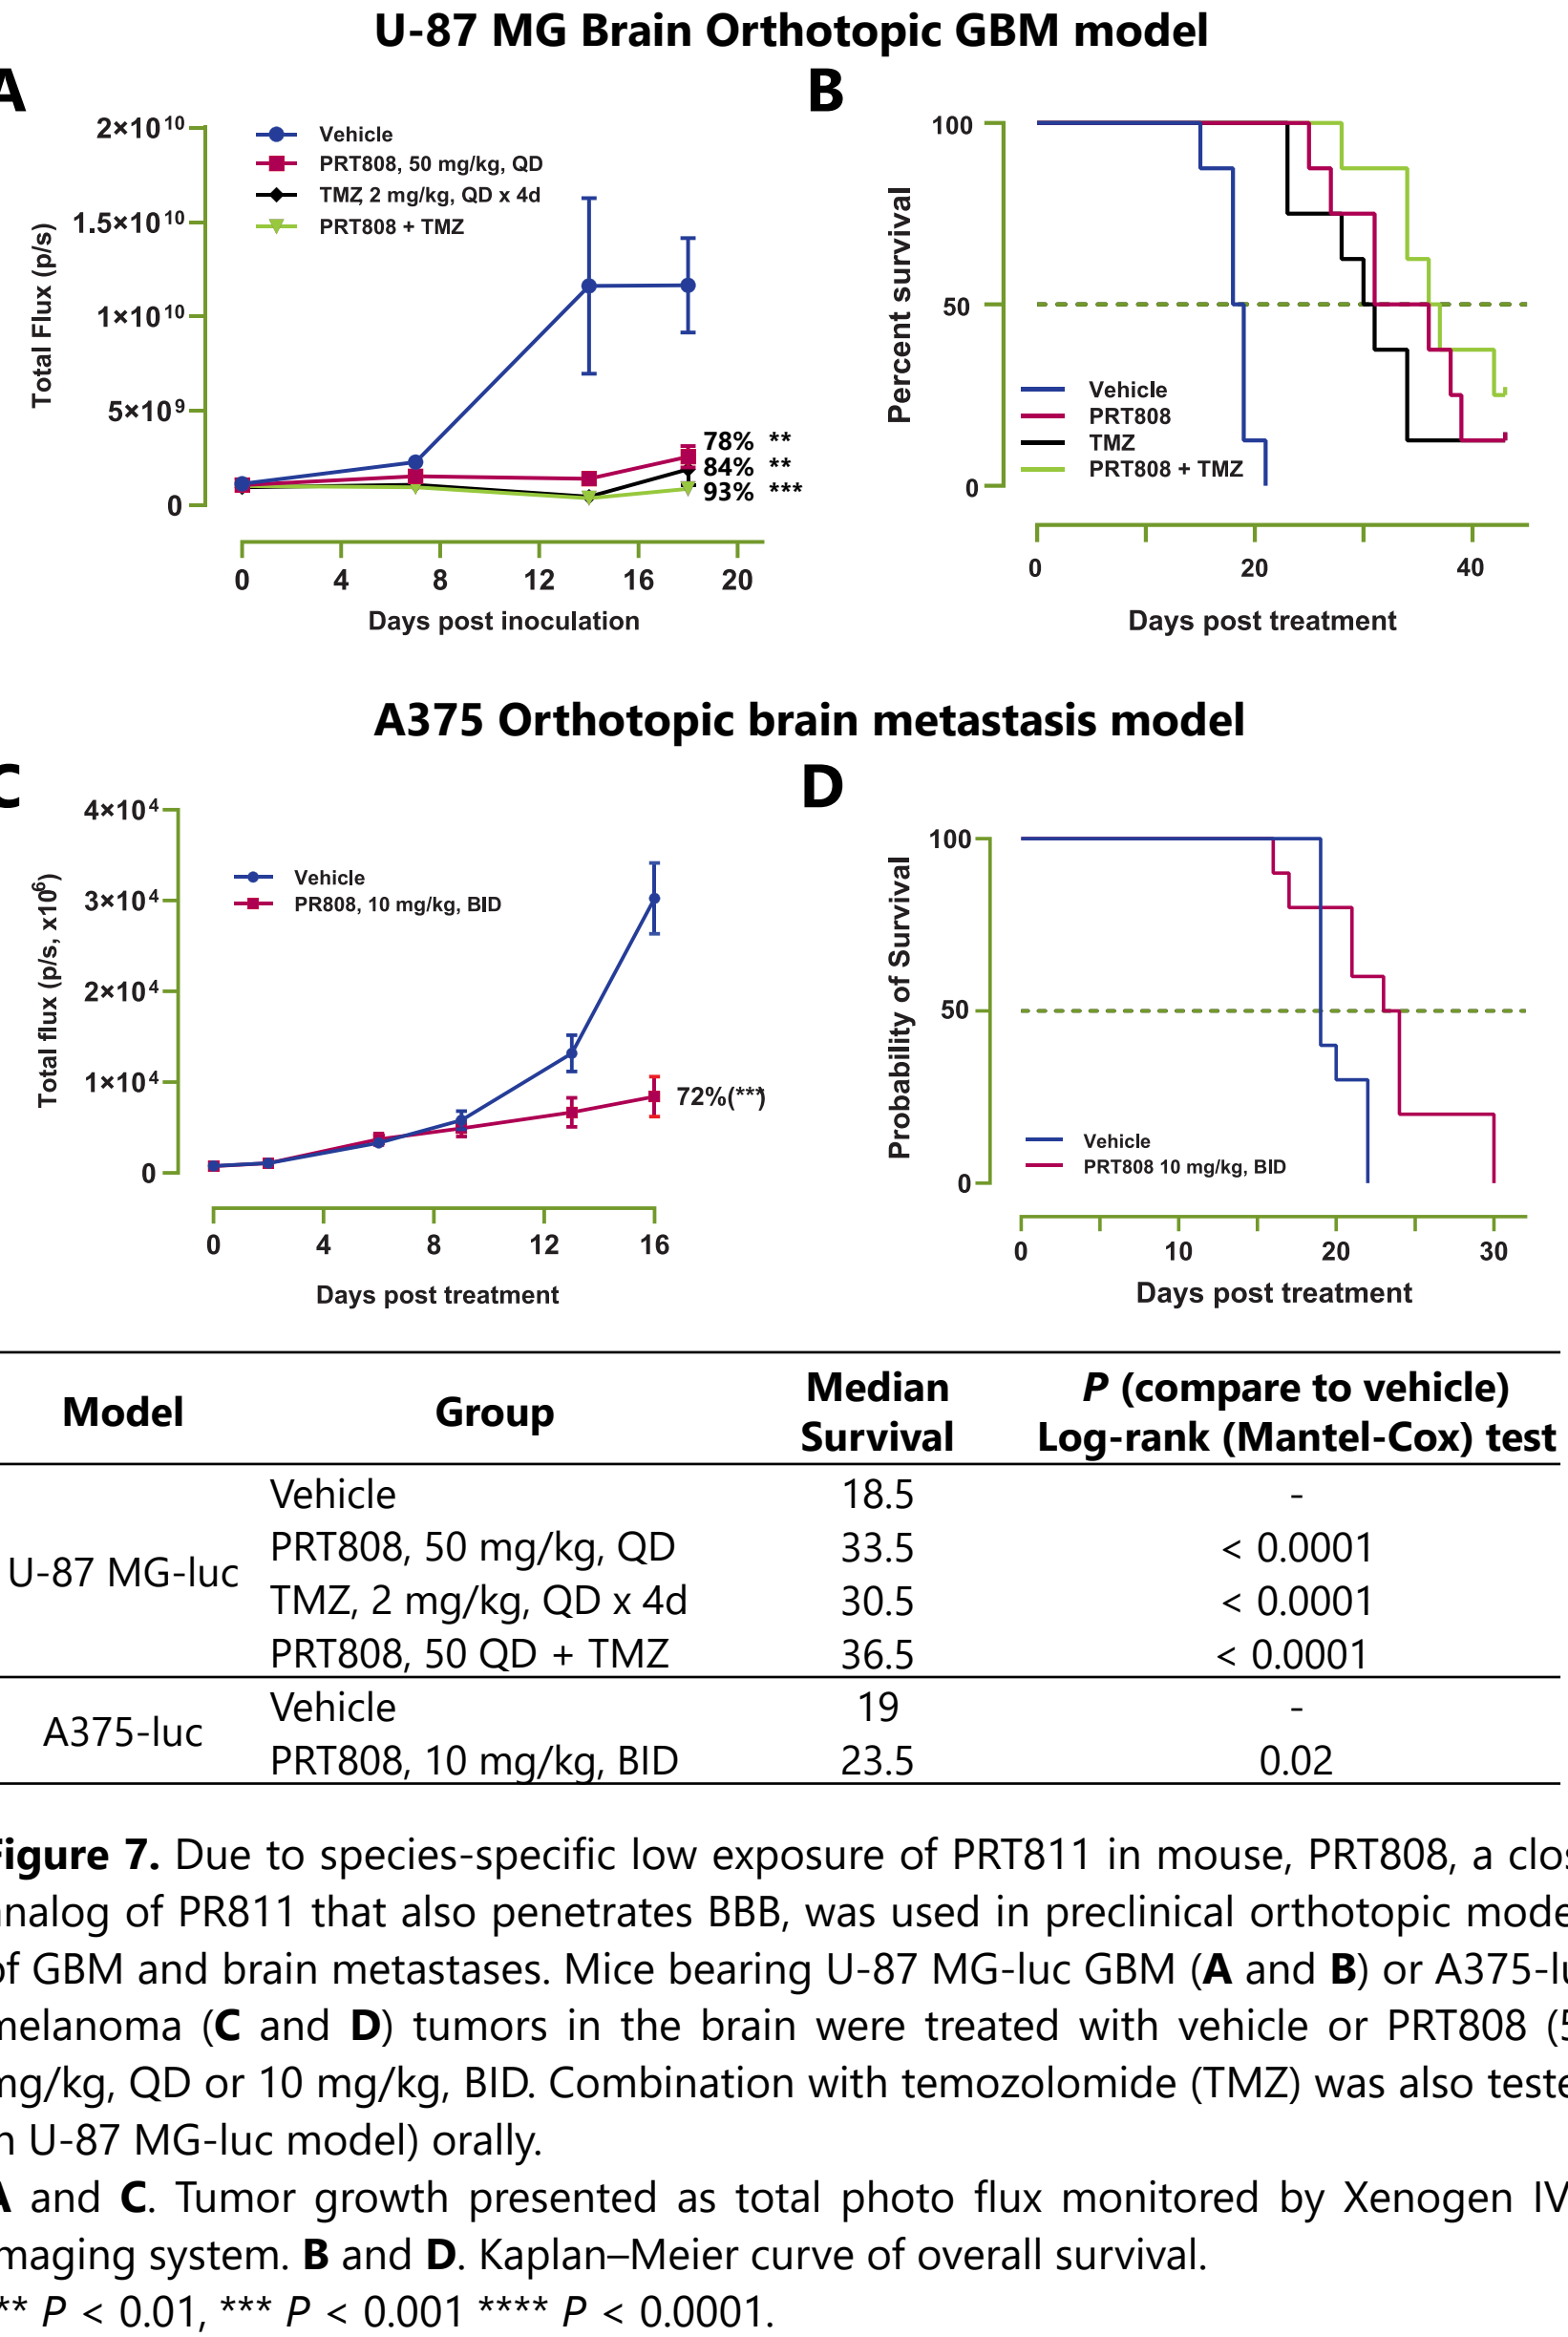 U-87 MG Brain Orthotopic GBM model
A
2×10¹⁰
1.5×10¹⁰
1×10¹⁰
5×10⁹
0
Total Flux (p/s)
Vehicle
PRT808, 50 mg/kg, QD
TMZ, 2 mg/kg, QD x 4d
PRT808 + TMZ
78% **
84% **
93% ***
0 4 8 12 16 20
Days post inoculation
B
100
50
0
Percent survival
Vehicle
PRT808
TMZ
PRT808 + TMZ
0 20 40
Days post treatment
A375 Orthotopic brain metastasis model
C
4×10⁴
3×10⁴
2×10⁴
1×10⁴
0
Total flux (p/s, x10⁶)
Vehicle
PR808, 10 mg/kg, BID
72%(***)
0 4 8 12 16
Days post treatment
D
100
50
0
Probability of Survival
Vehicle
PRT808 10 mg/kg, BID
0 10 20 30
Days post treatment
Model Group Median Survival P (compare to vehicle) Log-rank (Mantel-Cox) test
U-87 MG-luc
Vehicle 18.5 -
PRT808, 50 mg/kg, QD 33.5 < 0.0001
TMZ, 2 mg/kg, QD x 4d 30.5 < 0.0001
PRT808, 50 QD + TMZ 36.5 < 0.0001
A375-luc
Vehicle 19 -
PRT808, 10 mg/kg, BID 23.5 0.02
Figure 7. Due to species-specific low exposure of PRT811 in mouse, PRT808, a clos
analog of PR811 that also penetrates BBB, was used in preclinical orthotopic mode
of GBM and brain metastases. Mice bearing U-87 MG-luc GBM (A and B) or A375-lu
melanoma (C and D) tumors in the brain were treated with vehicle or PRT808 (5
mg/kg, QD or 10 mg/kg, BID. Combination with temozolomide (TMZ) was also teste
n U-87 MG-luc model) orally.
A and C. Tumor growth presented as total photo flux monitored by Xenogen IV
maging system. B and D. Kaplan–Meier curve of overall survival.
** P < 0.01, *** P < 0.001 **** P < 0.0001.